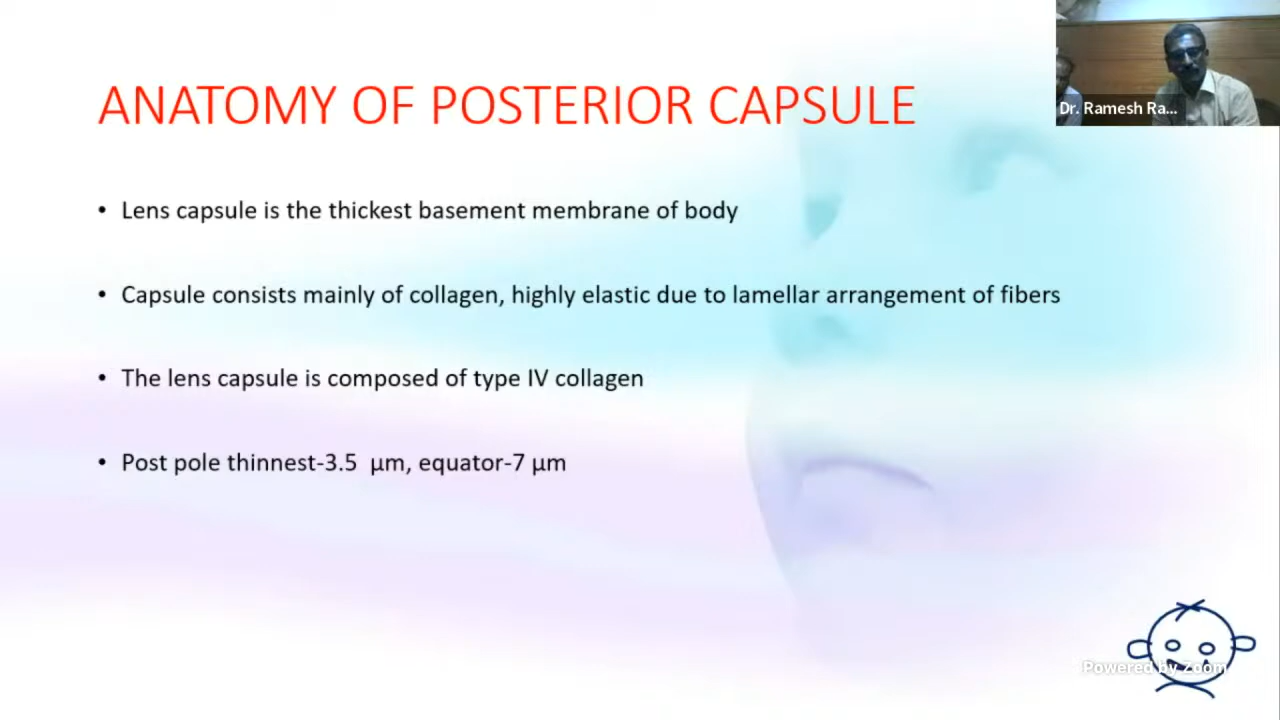 ANATOMY OF POSTERIOR CAPSULE
Dr. Ramesh Ra...
• Lens capsule is the thickest basement membrane of body
• Capsule consists mainly of collagen, highly elastic due to lamellar arrangement of fibers
• The lens capsule is composed of type IV collagen
• Post pole thinnest-3.5 µm, equator-7 µm
Powered by Zoom